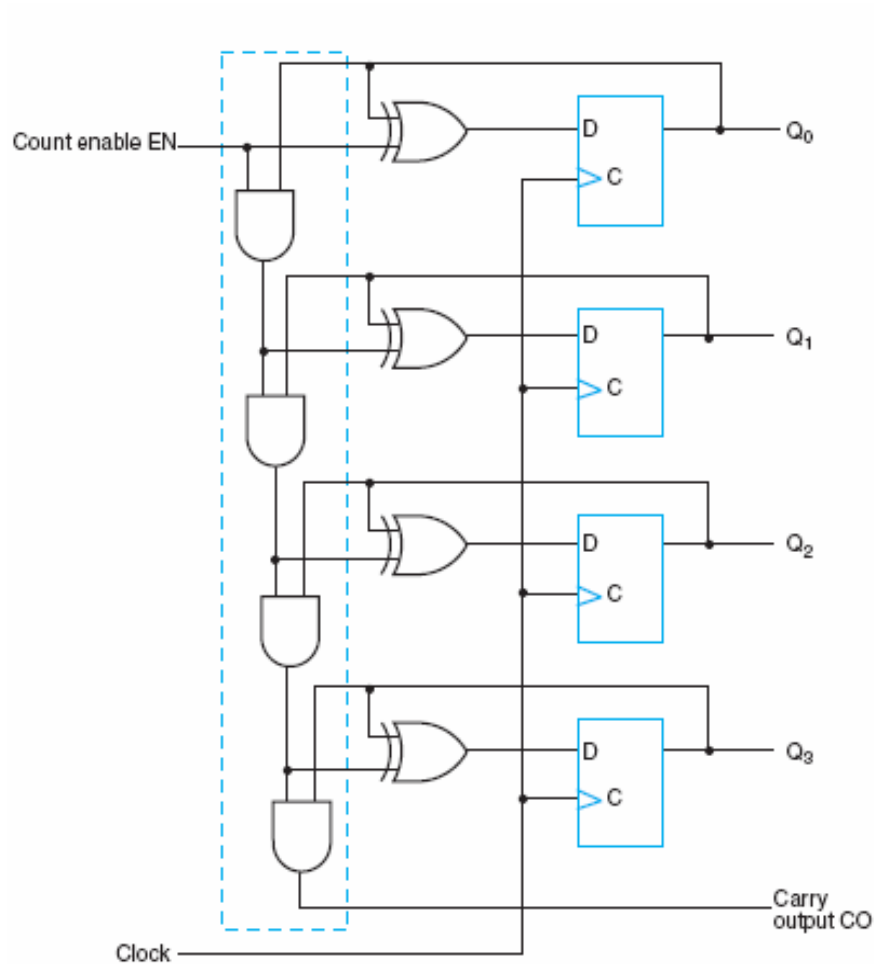 Count enable EN
D
C
Q0
D
C
Q1
D
C
Q2
D
C
Q3
Carry
output CO
Clock